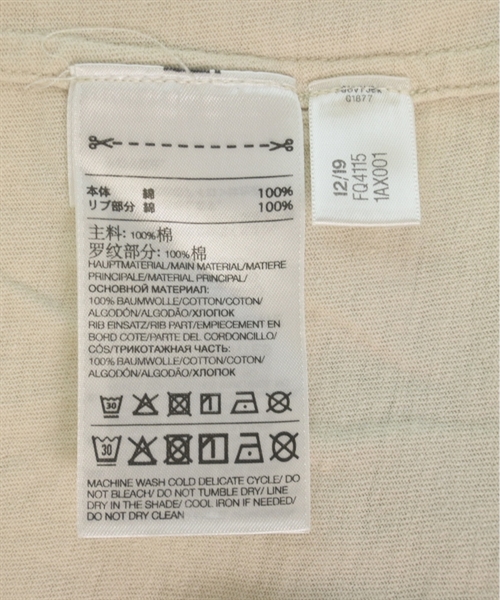 本体 綿 100%
リブ部分 綿 100%
主料: 100%棉
罗纹部分: 100%棉
HAUPTMATERIAL/MAIN MATERIAL/MATIERE
PRINCIPALE/MATERIAL PRINCIPAL/
ОСНОВНОЙ МАТЕРИАЛ:
100% BAUMWOLLE/COTTON/COTON/
ALGODÓN/ALGODÃO/ХЛОПОК
RIB EINSATZ/RIB PART/EMPIECEMENT EN
BORD COTE/PARTE DEL CORDONCILLO/
CÓS/ТРИКОТАЖНАЯ ЧАСТЬ:
100% BAUMWOLLE/COTTON/COTON/
ALGODÓN/ALGODÃO/ХЛОПОК
30
30
MACHINE WASH COLD DELICATE CYCLE/ DO
NOT BLEACH/ DO NOT TUMBLE DRY/ LINE
DRY IN THE SHADE/ COOL IRON IF NEEDED/
DO NOT DRY CLEAN
G1877
12/19
FQ4115
1AX001